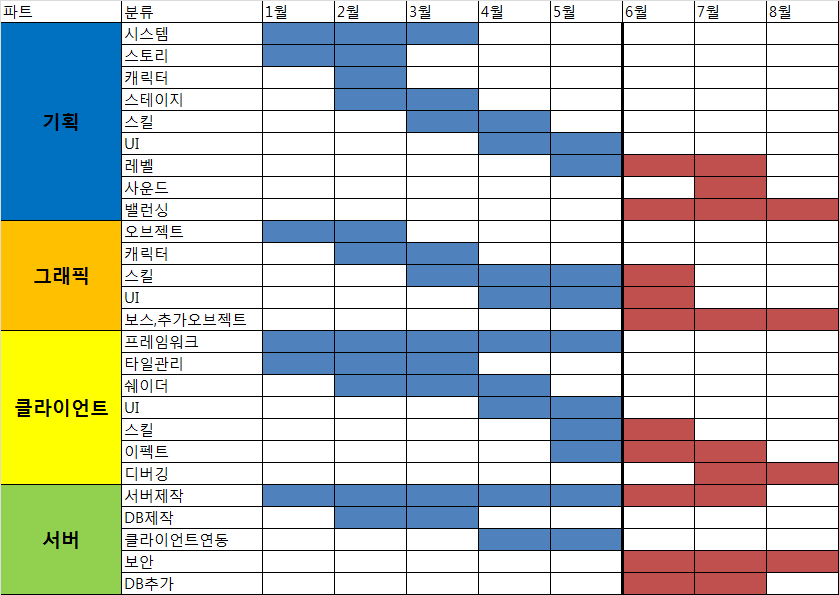 파트 분류 1월 2월 3월 4월 5월 6월 7월 8월
기획
시스템
스토리
캐릭터
스테이지
스킬
UI
레벨
사운드
밸런싱
그래픽
오브젝트
캐릭터
스킬
UI
보스,추가오브젝트
클라이언트
프레임워크
타일관리
쉐이더
UI
스킬
이펙트
디버깅
서버
서버제작
DB제작
클라이언트연동
보안
DB추가